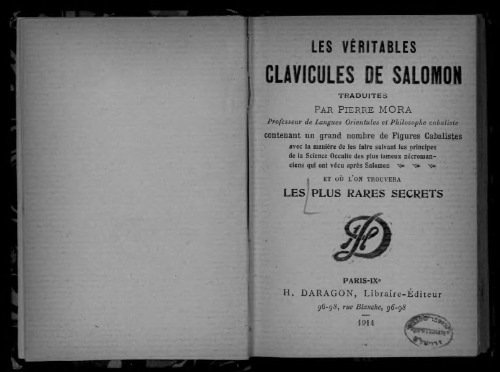 LES VÉRITABLES
CLAVICULES DE SALOMON
TRADUITES
PAR PIERRE MORA
Professeur de Langues Orientales et Philosophe cabaliste
contenant un grand nombre de Figures Cabalistes
avec la manière de les faire suivant les principes
de la Science Occulte des plus fameux nécroman-
ciens qui ont vécu après Salomon
ET OÙ L'ON TROUVERA
LES PLUS RARES SECRETS
PARIS-IXe
H. DARAGON, Libraire-Éditeur
96-98, rue Blanche, 96-98
1914